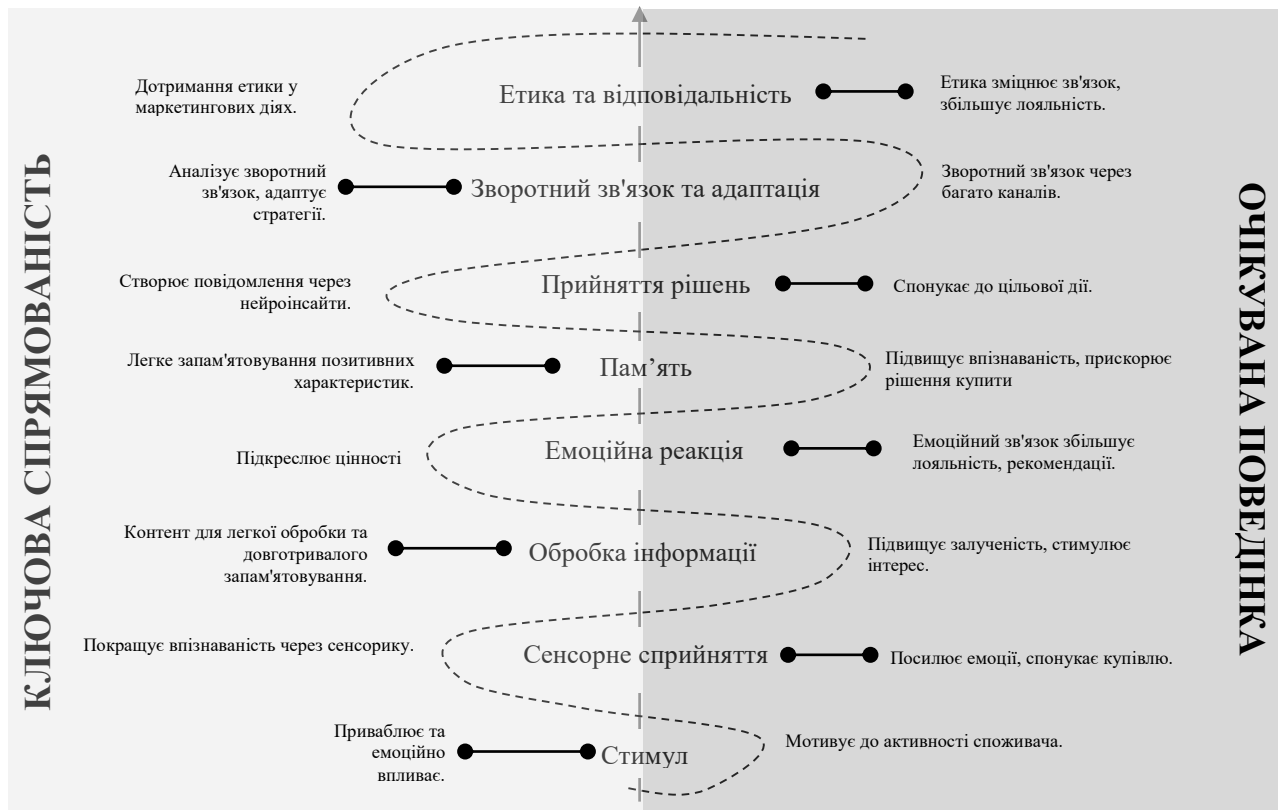 КЛЮЧОВА СПРЯМОВАНІСТЬ
Дотримання етики у
маркетингових діях.
Етика та відповідальність
Етика зміцнює зв'язок,
збільшує лояльність.
Аналізує зворотний
зв'язок, адаптує
стратегії.
Зворотний зв'язок та адаптація
Зворотний зв'язок через
багато каналів.
Створює повідомлення через
нейроінсайти.
Прийняття рішень
Спонукає до цільової дії.
Легке запам'ятовування позитивних
характеристик.
Пам’ять
Підвищує впізнаваність, прискорює
рішення купити
Підкреслює цінності
Емоційна реакція
Емоційний зв'язок збільшує
лояльність, рекомендації.
Контент для легкої обробки та
довготривалого
запам'ятовування.
Обробка інформації
Підвищує залученість, стимулює
інтерес.
Покращує впізнаваність через сенсорику.
Сенсорне сприйняття
Посилює емоції, спонукає купівлю.
Приваблює та
емоційно
впливає.
Стимул
Мотивує до активності споживача.
ОЧІКУВАНА ПОВЕДІНКА